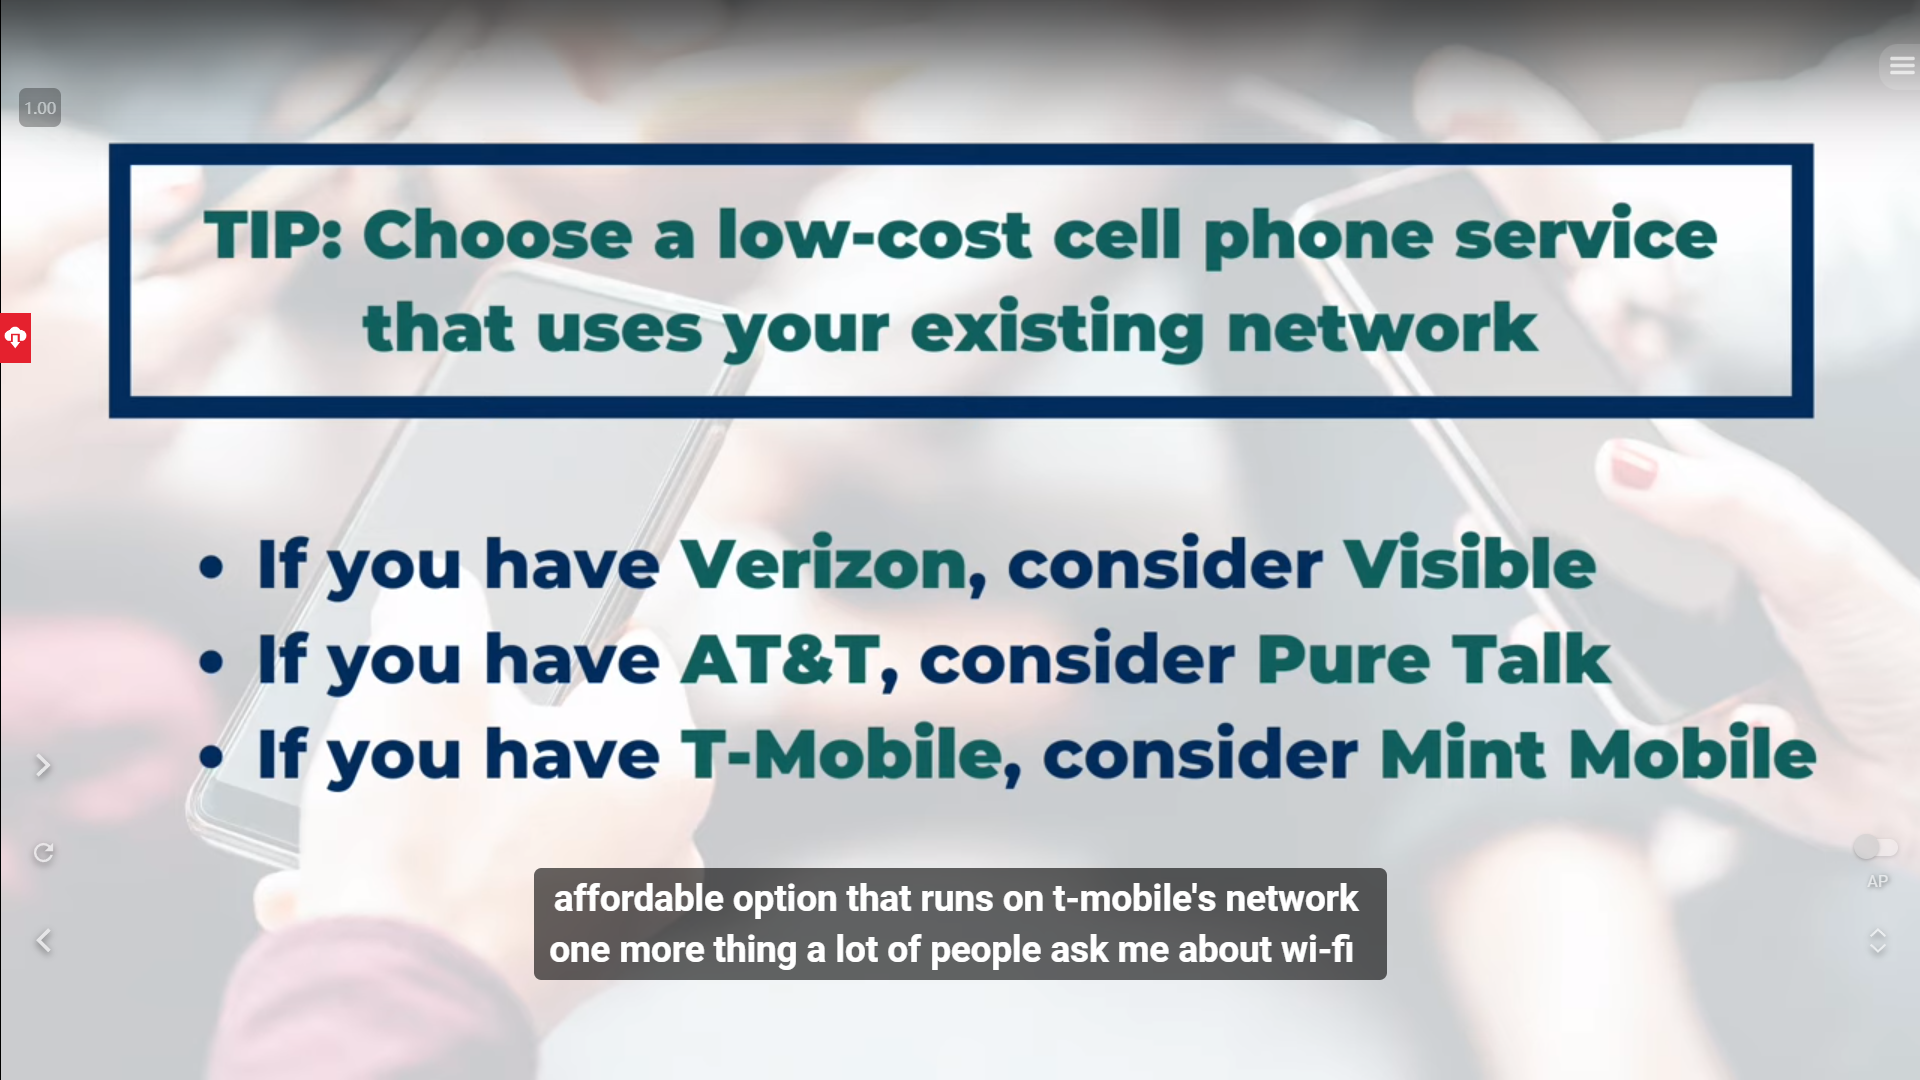 1.00
TIP: Choose a low-cost cell phone service
that uses your existing network
• If you have Verizon, consider Visible
• If you have AT&T, consider Pure Talk
• If you have T-Mobile, consider Mint Mobile
AP
affordable option that runs on t-mobile's network
one more thing a lot of people ask me about wi-fi